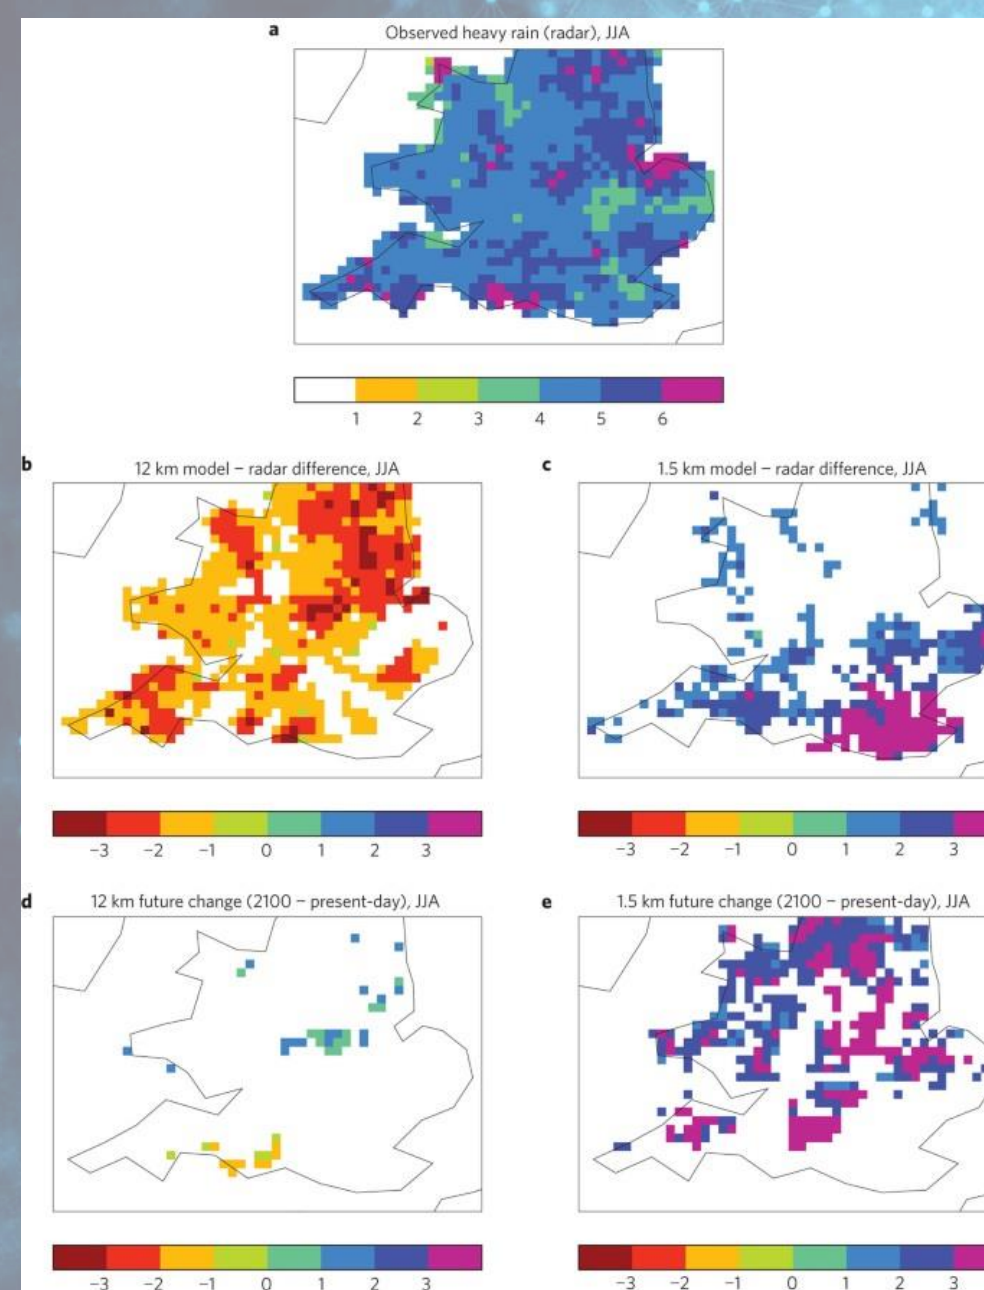 a Observed heavy rain (radar), JJA
1 2 3 4 5 6
b 12 km model – radar difference, JJA
−3 −2 −1 0 1 2 3
c 1.5 km model – radar difference, JJA
−3 −2 −1 0 1 2 3
d 12 km future change (2100 – present-day), JJA
−3 −2 −1 0 1 2 3
e 1.5 km future change (2100 – present-day), JJA
−3 −2 −1 0 1 2 3